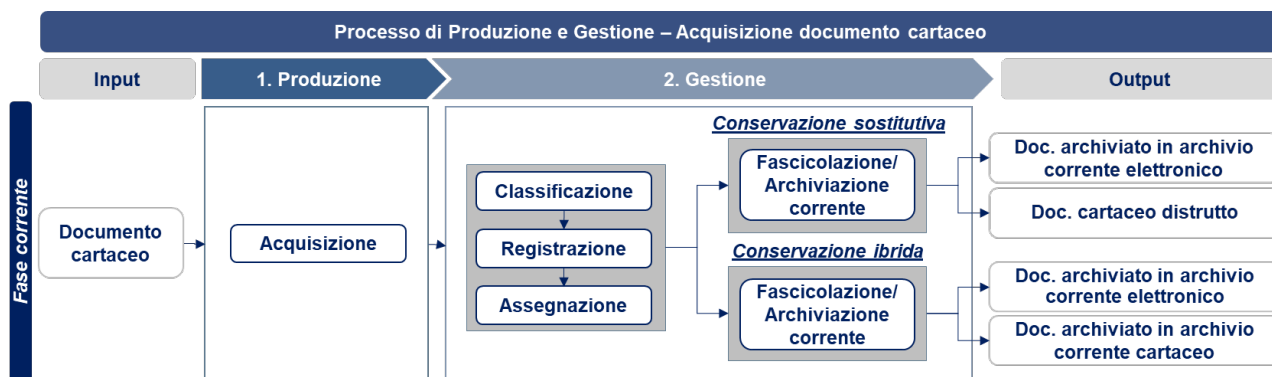 Processo di Produzione e Gestione – Acquisizione documento cartaceo
Input
1. Produzione
2. Gestione
Output
Fase corrente
Documento
cartaceo
Acquisizione
Classificazione
Registrazione
Assegnazione
Conservazione sostitutiva
Fascicolazione/
Archiviazione
corrente
Conservazione ibrida
Fascicolazione/
Archiviazione
corrente
Doc. archiviato in archivio
corrente elettronico
Doc. cartaceo distrutto
Doc. archiviato in archivio
corrente elettronico
Doc. archiviato in archivio
corrente cartaceo